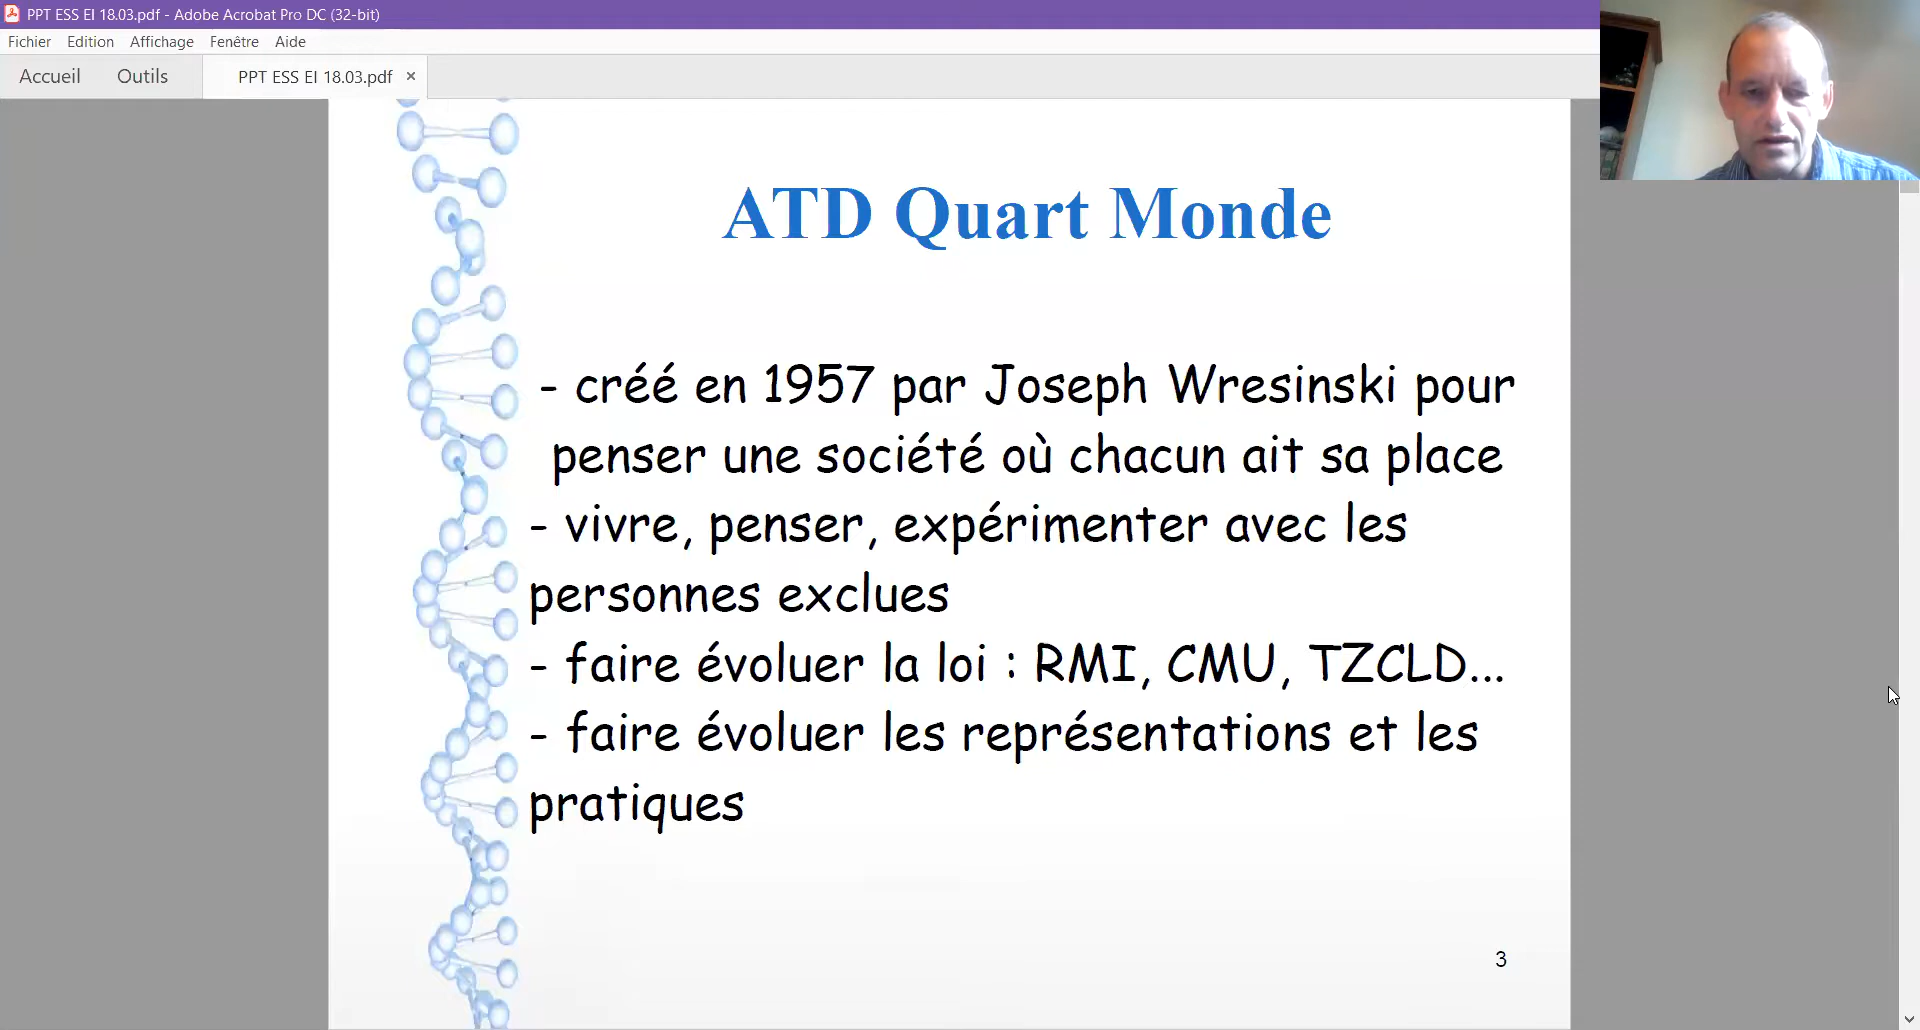 PPT ESS EI 18.03.pdf - Adobe Acrobat Pro DC (32-bit)
Fichier Edition Affichage Fenêtre Aide
Accueil Outils PPT ESS EI 18.03.pdf ×
ATD Quart Monde
- créé en 1957 par Joseph Wresinski pour
penser une société où chacun ait sa place
- vivre, penser, expérimenter avec les
personnes exclues
- faire évoluer la loi : RMI, CMU, TZCLD...
- faire évoluer les représentations et les
pratiques
3